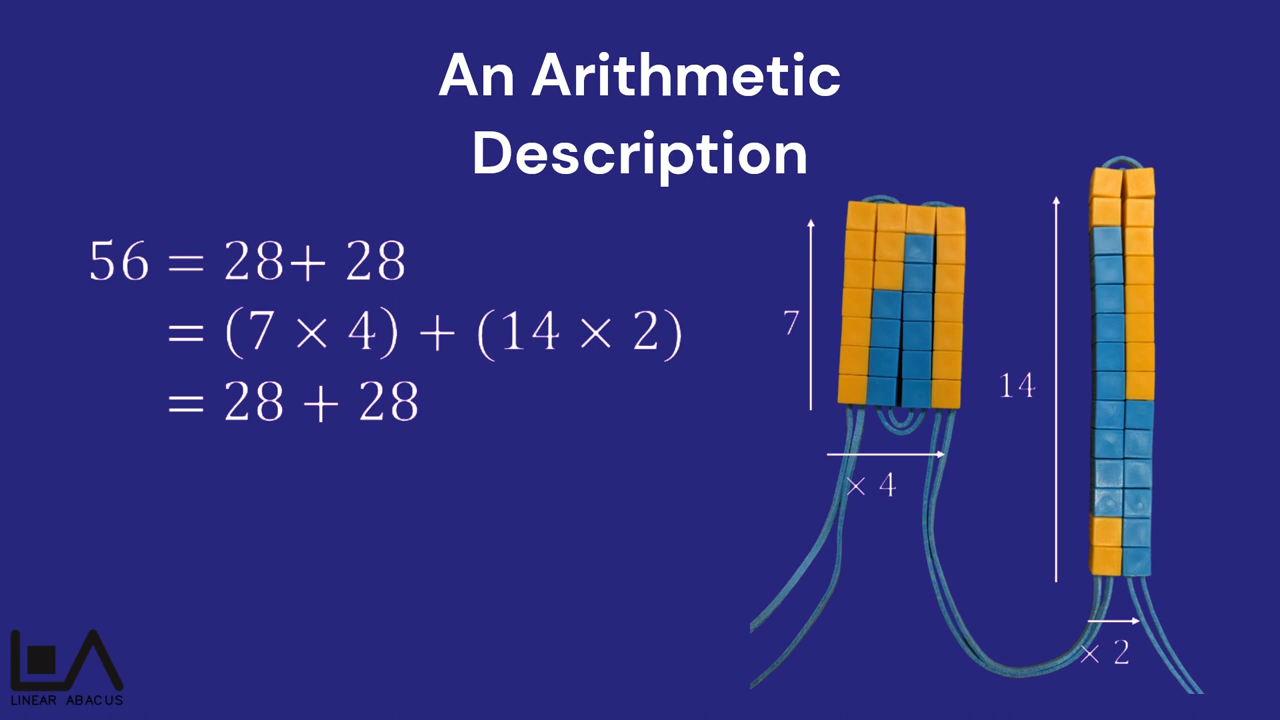 An Arithmetic
Description
56 = 28+ 28
= (7 × 4) + (14 × 2)
= 28 + 28
7
× 4
14
× 2
LINEAR ABACUS